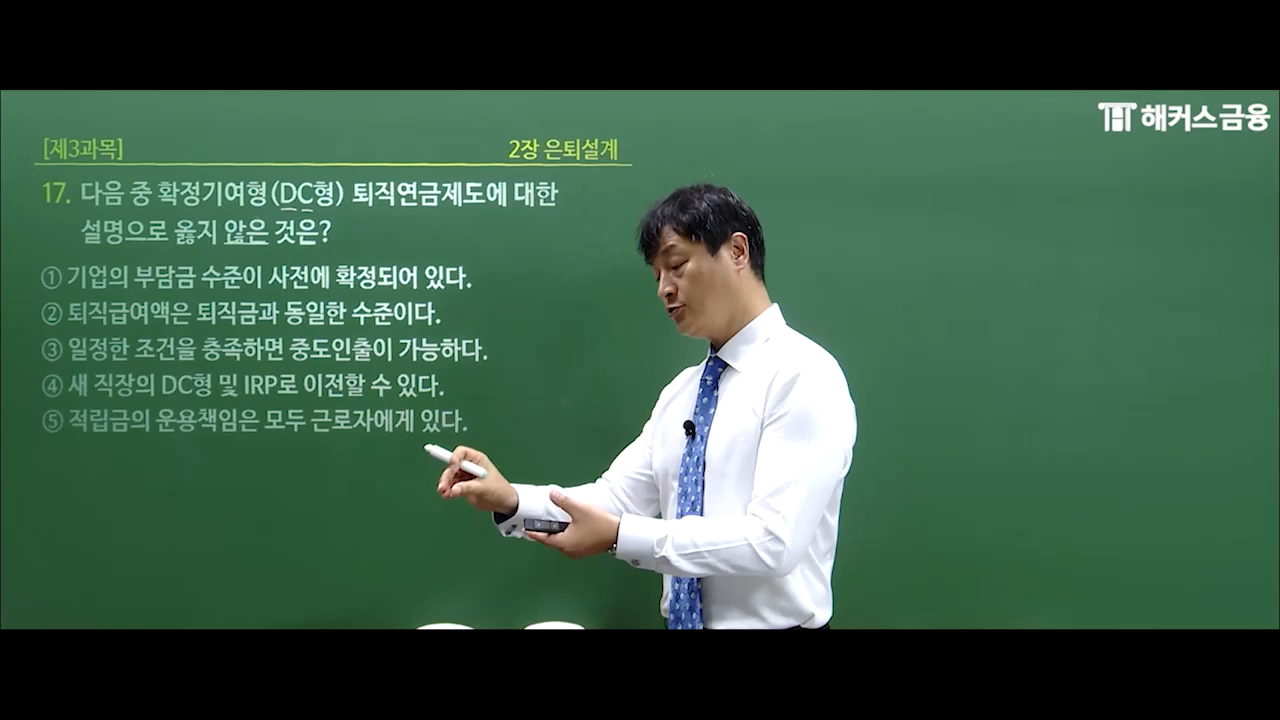 해커스금융
[제3과목] 2장 은퇴설계
17. 다음 중 확정기여형(DC형) 퇴직연금제도에 대한
설명으로 옳지 않은 것은?
① 기업의 부담금 수준이 사전에 확정되어 있다.
② 퇴직급여액은 퇴직금과 동일한 수준이다.
③ 일정한 조건을 충족하면 중도인출이 가능하다.
④ 새 직장의 DC형 및 IRP로 이전할 수 있다.
⑤ 적립금의 운용책임은 모두 근로자에게 있다.